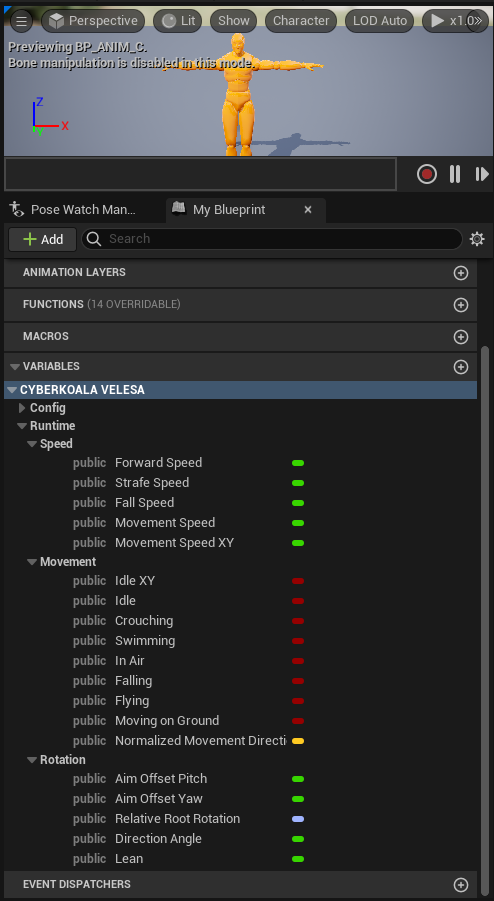 Perspective Lit Show Character LOD Auto x1.0
Previewing BP_ANIM_C.
Bone manipulation is disabled in this mode.
Z
X
Y
Pose Watch Man... My Blueprint
Add Search
ANIMATION LAYERS
FUNCTIONS (14 OVERRIDABLE)
MACROS
VARIABLES
CYBERKOALA VELESA
Config
Runtime
Speed
public Forward Speed
public Strafe Speed
public Fall Speed
public Movement Speed
public Movement Speed XY
Movement
public Idle XY
public Idle
public Crouching
public Swimming
public In Air
public Falling
public Flying
public Moving on Ground
public Normalized Movement Directi
Rotation
public Aim Offset Pitch
public Aim Offset Yaw
public Relative Root Rotation
public Direction Angle
public Lean
EVENT DISPATCHERS